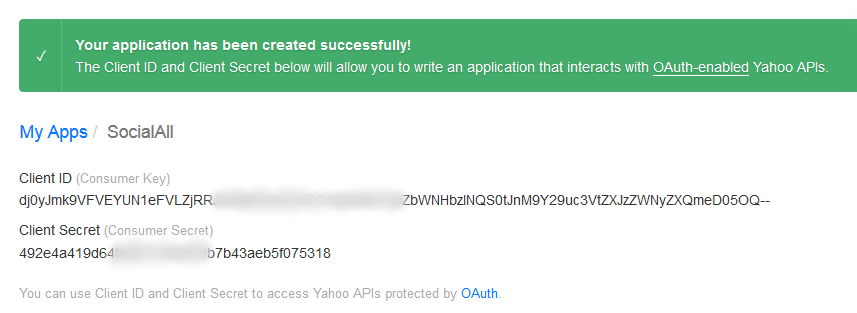 ✓ Your application has been created successfully!
The Client ID and Client Secret below will allow you to write an application that interacts with OAuth-enabled Yahoo APIs.
My Apps / SocialAll
Client ID (Consumer Key)
dj0yJmk9VFVEYUN1eFVLZjRR ZbWNHbzlNQS0tJnM9Y29uc3VtZXJzZWNyZXQmeD05OQ--
Client Secret (Consumer Secret)
492e4a419d64 b7b43aeb5f075318
You can use Client ID and Client Secret to access Yahoo APIs protected by OAuth.